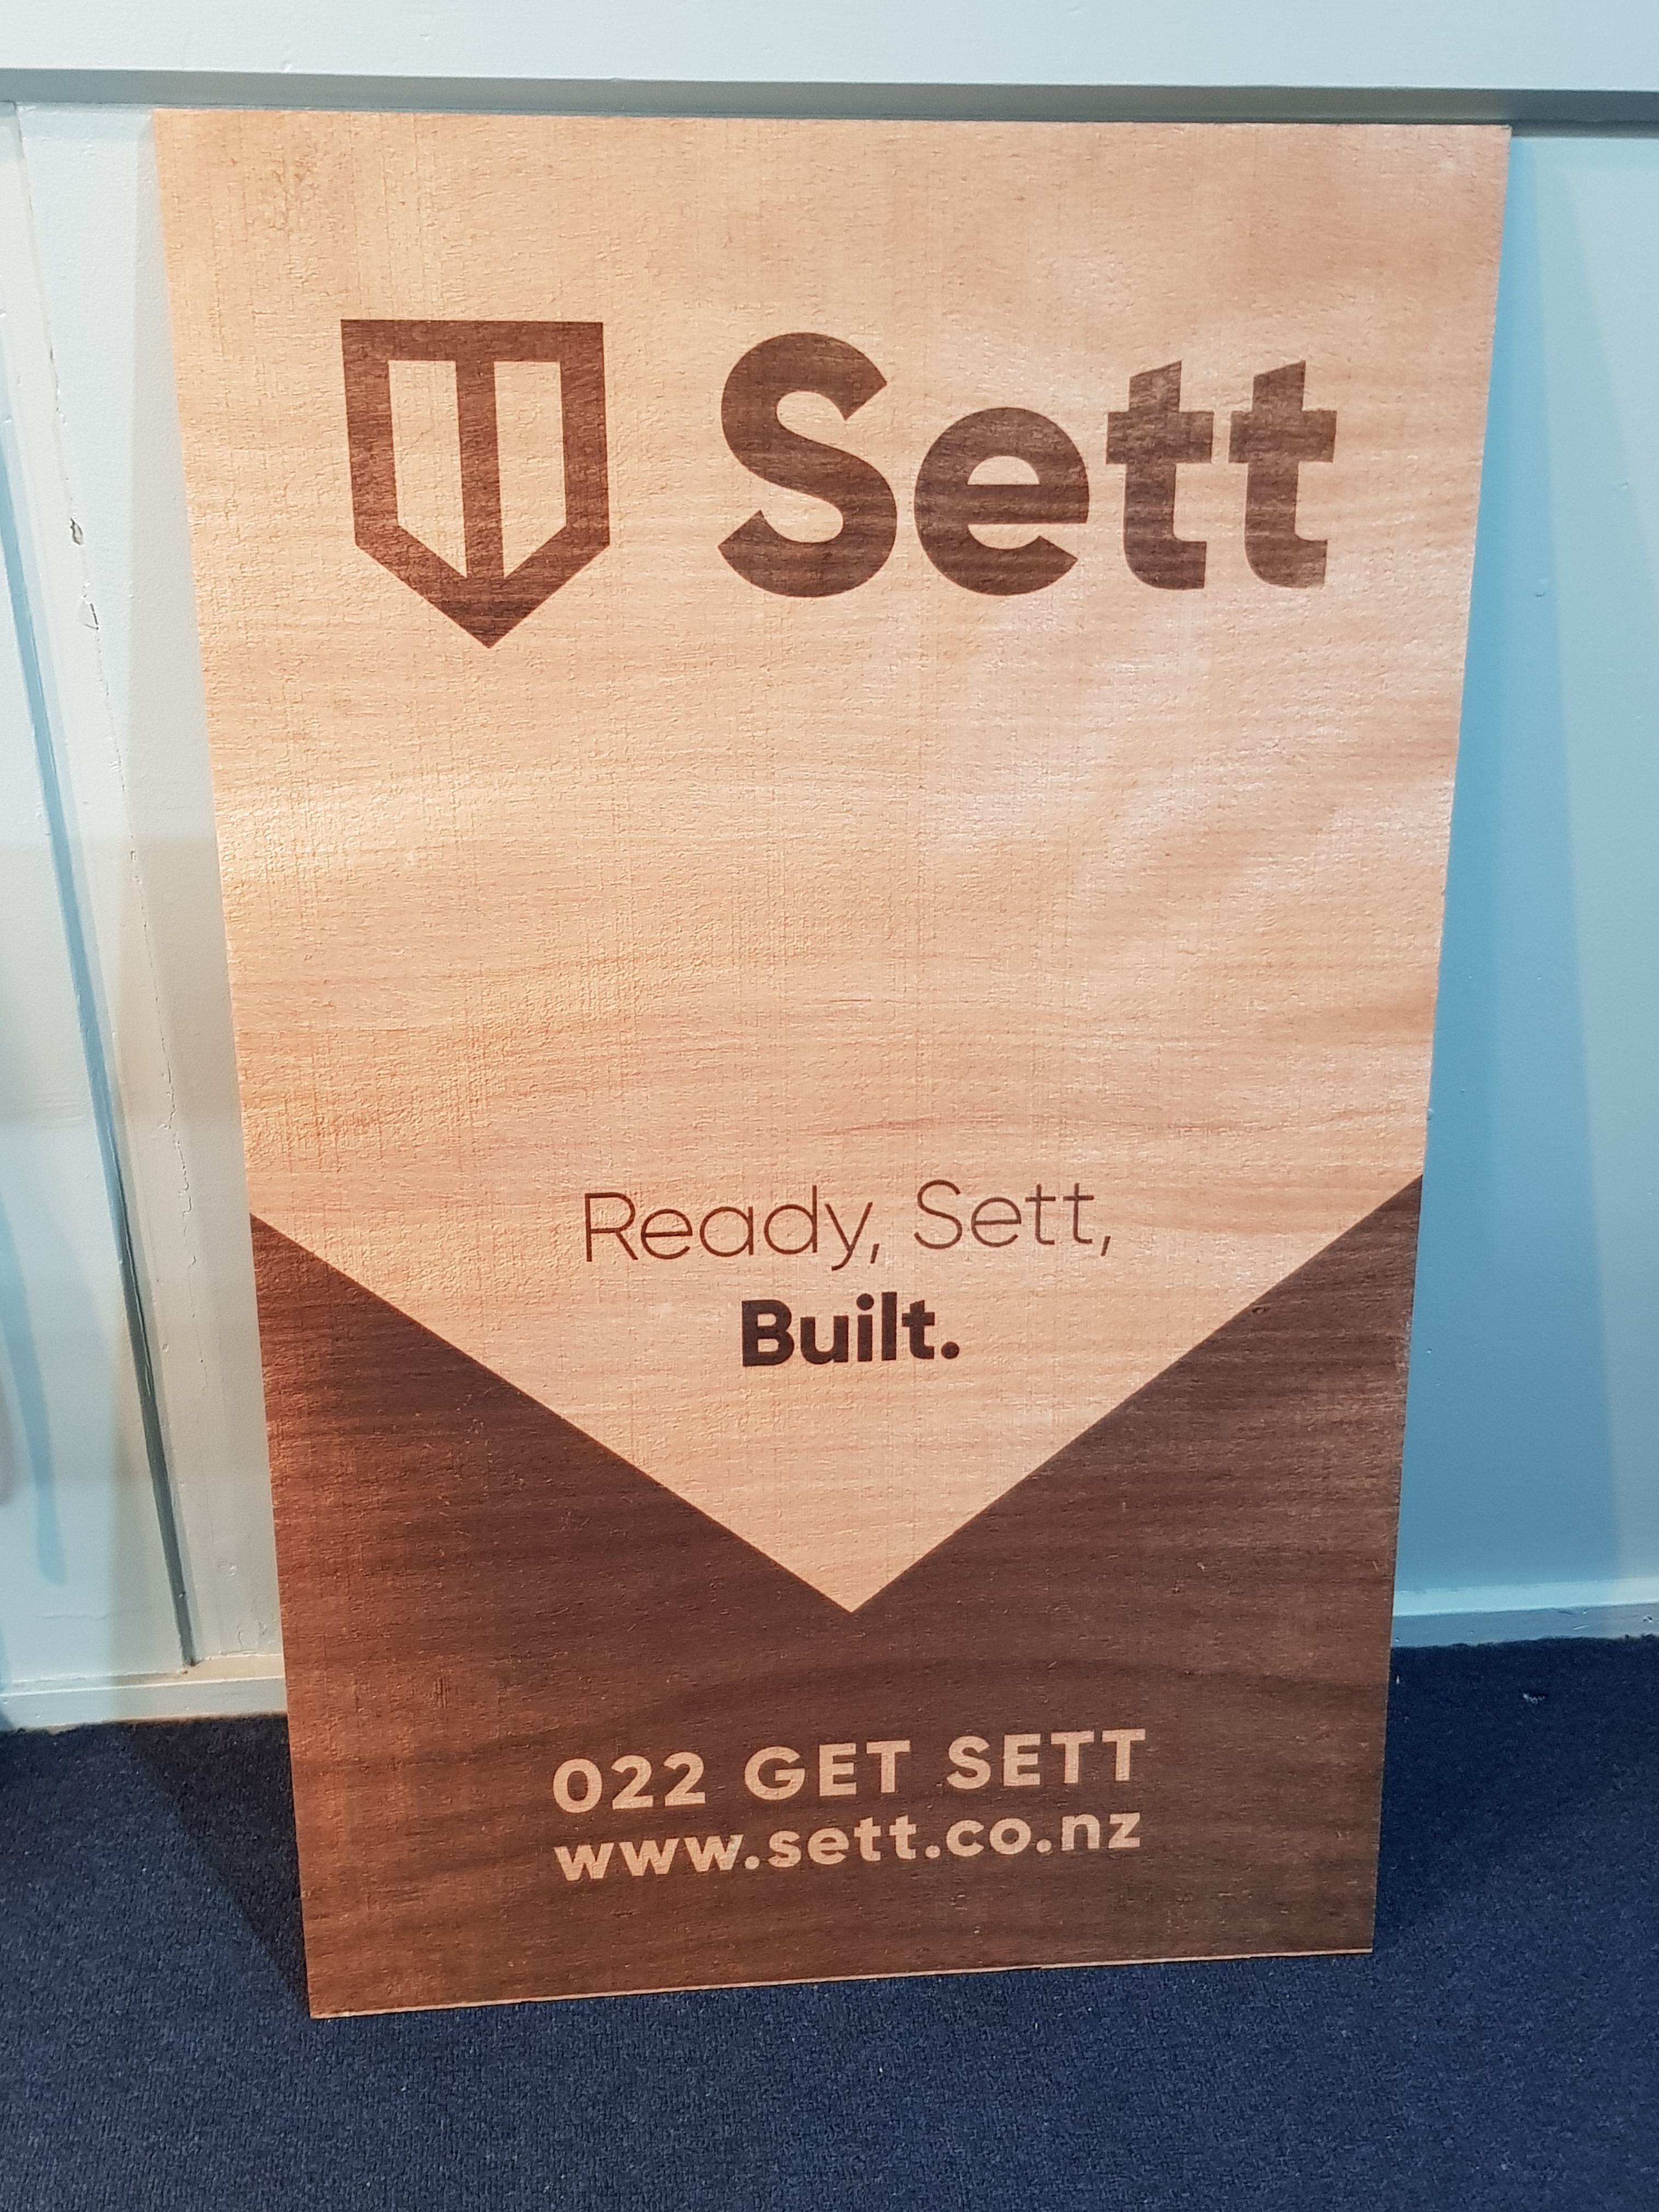 Sett
Ready, Sett,
Built.
022 GET SETT
www.sett.co.nz